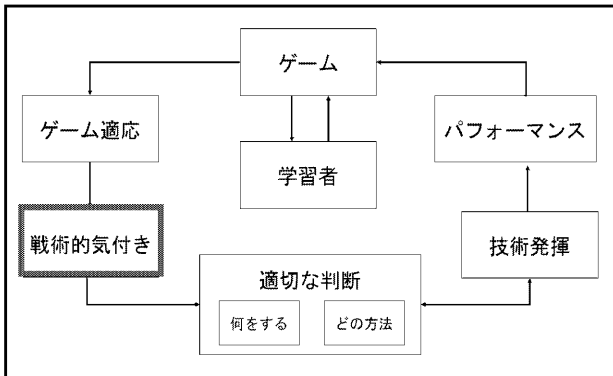 ゲーム
ゲーム適応
パフォーマンス
学習者
戦術的気付き
技術発揮
適切な判断
何をする
どの方法